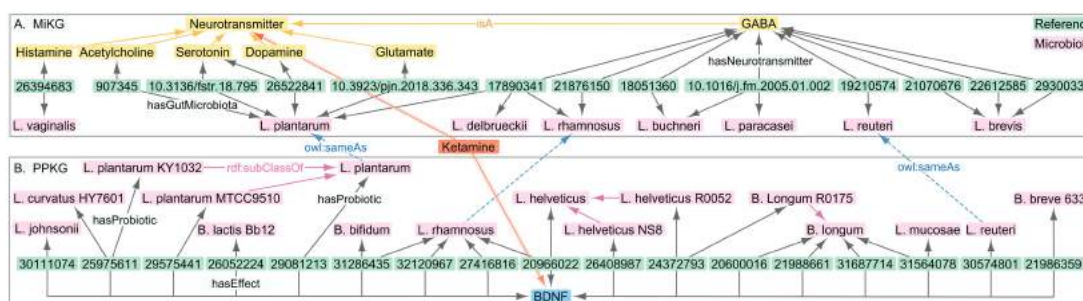 A. MiKG Neurotransmitter isA GABA Reference
Histamine Acetylcholine Serotonin Dopamine Glutamate Microbio
hasNeurotransmitter
26394683 907345 10.3136/fstr.18.795 26522841 10.3923/pjn.2018.336.343 17890341 21876150 18051360 10.1016/j.fm.2005.01.002 19210574 21070676 22612585 2930033
hasGutMicrobiota
L. vaginalis L. plantarum L. delbrueckii L. rhamnosus L. buchneri L. paracasei L. reuteri L. brevis
owl:sameAs Ketamine
B. PPKG L. plantarum KY1032 rdf:subClassOf L. plantarum owl:sameAs
L. curvatus HY7601 L. plantarum MTCC9510 L. helveticus L. helveticus R0052 B. Longum R0175 B. breve 633
hasProbiotic hasProbiotic
L. johnsonii B. lactis Bb12 B. bifidum L. rhamnosus L. helveticus NS8 B. longum L. mucosae L. reuteri
30111074 25975611 29575441 26052224 29081213 31286435 32120967 27416816 20966022 26408987 24372793 20600016 21988661 31687714 31564078 30574801 21986359
hasEffect
BDNF